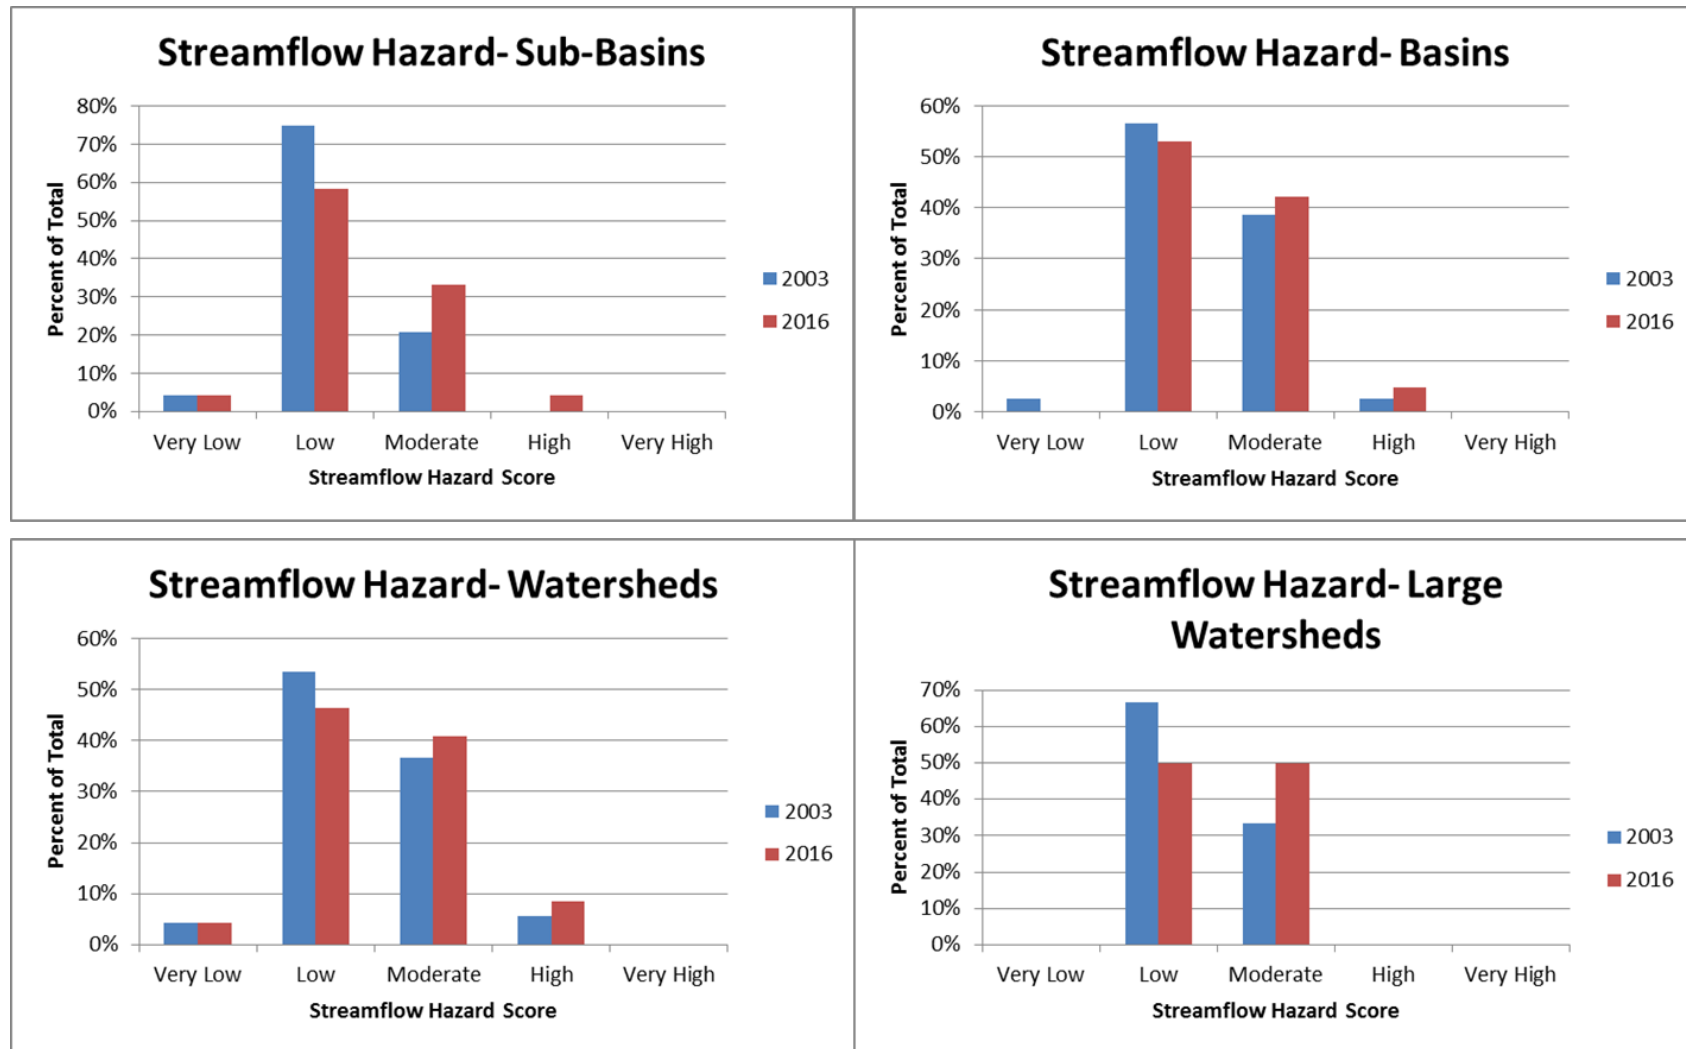 Streamflow Hazard- Sub-Basins
80%
70%
60%
50%
40%
30%
20%
10%
0%
Percent of Total
Very Low Low Moderate High Very High
Streamflow Hazard Score
2003
2016
Streamflow Hazard- Basins
60%
50%
40%
30%
20%
10%
0%
Percent of Total
Very Low Low Moderate High Very High
Streamflow Hazard Score
2003
2016
Streamflow Hazard- Watersheds
60%
50%
40%
30%
20%
10%
0%
Percent of Total
Very Low Low Moderate High Very High
Streamflow Hazard Score
2003
2016
Streamflow Hazard- Large
Watersheds
70%
60%
50%
40%
30%
20%
10%
0%
Percent of Total
Very Low Low Moderate High Very High
Streamflow Hazard Score
2003
2016